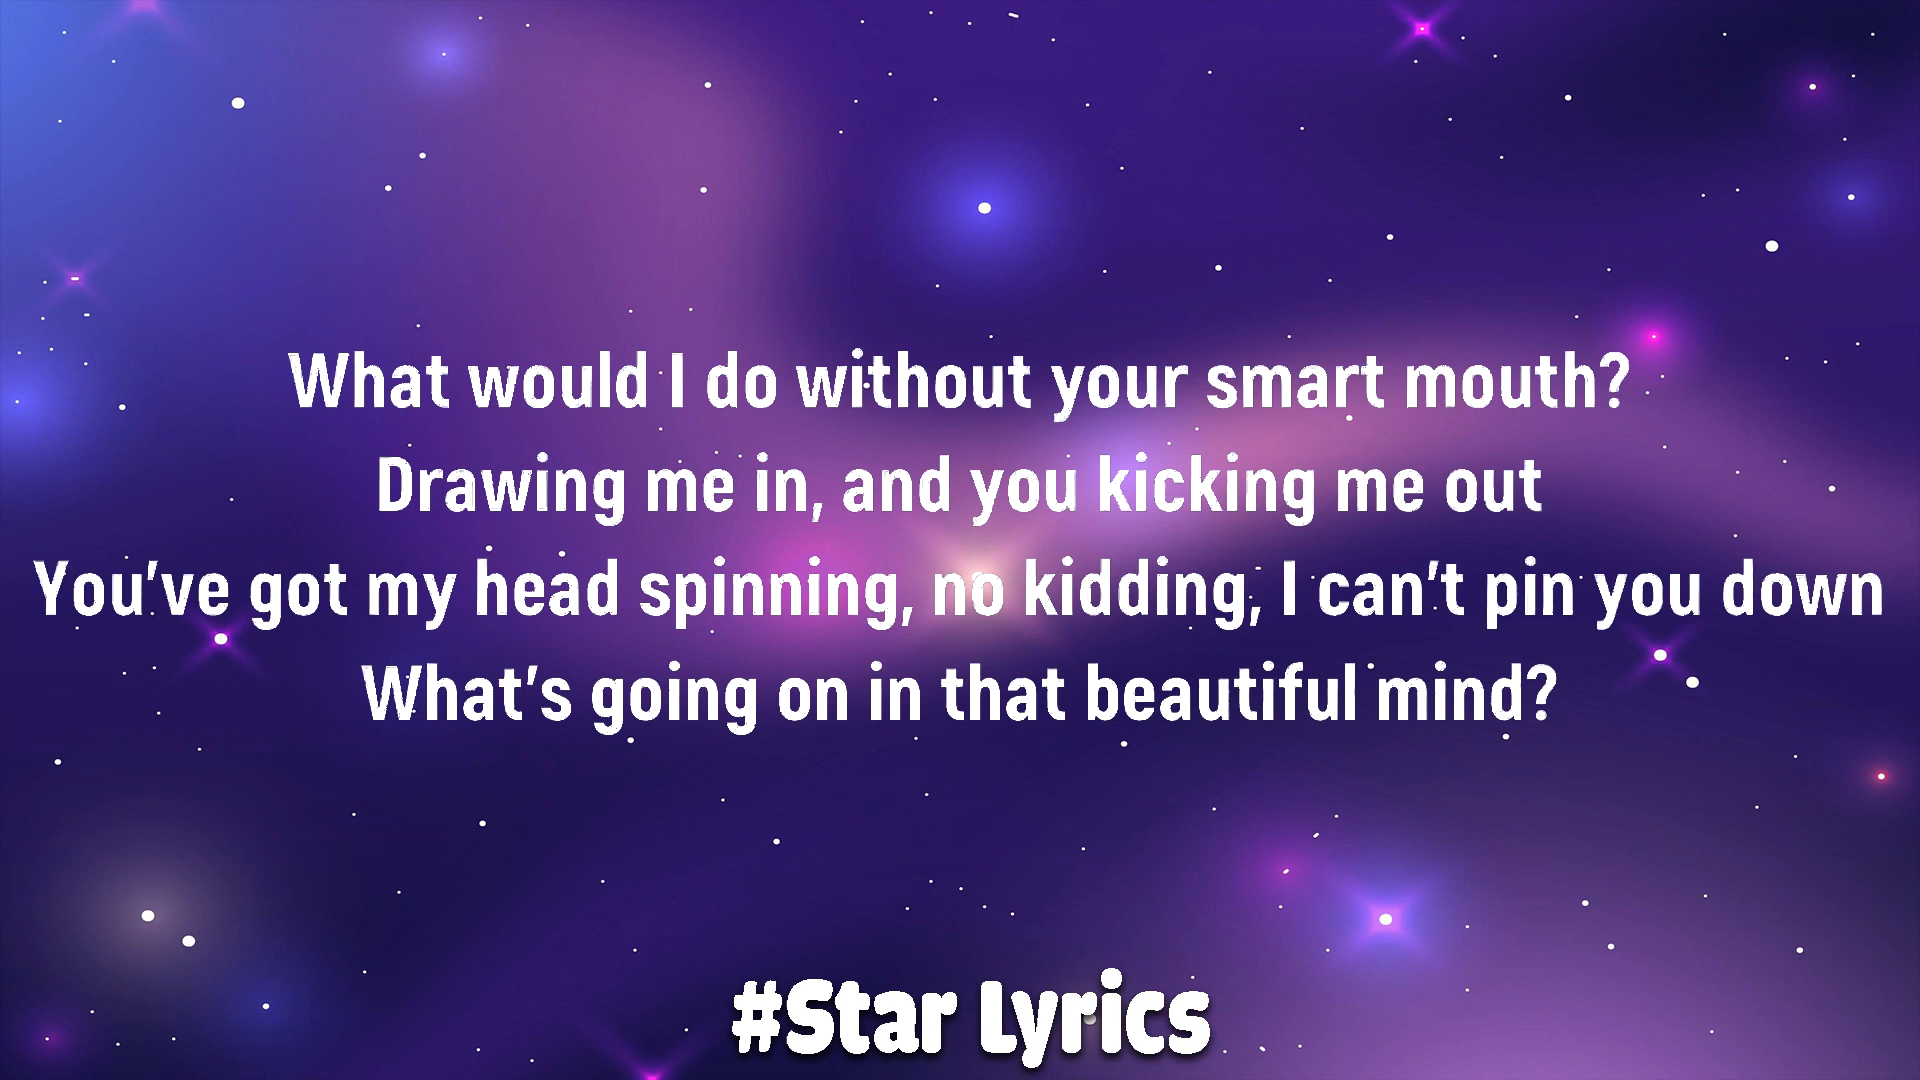 What would I do without your smart mouth?
Drawing me in, and you kicking me out
You've got my head spinning, no kidding, I can't pin you down
What's going on in that beautiful mind?
#Star Lyrics